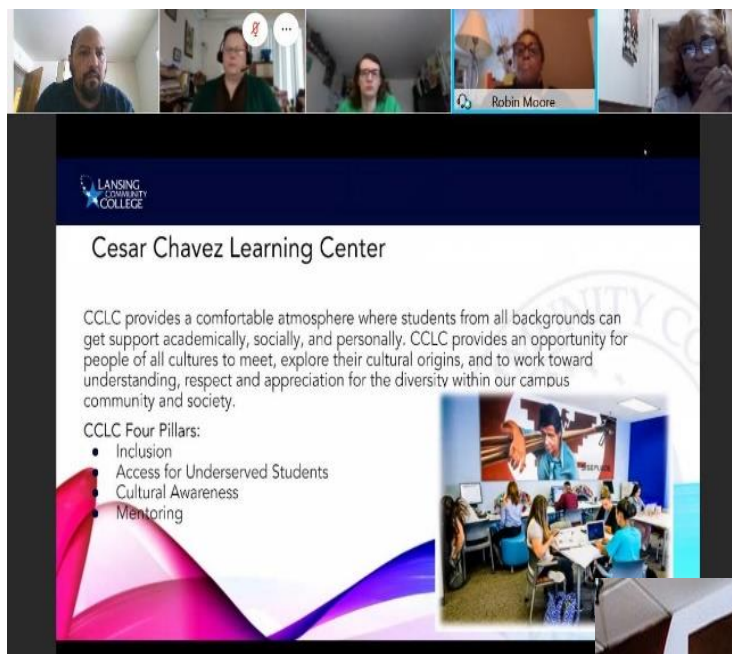 Robin Moore
LANSING
COMMUNITY
COLLEGE
Cesar Chavez Learning Center
CCLC provides a comfortable atmosphere where students from all backgrounds can
get support academically, socially, and personally. CCLC provides an opportunity for
people of all cultures to meet, explore their cultural origins, and to work toward
understanding, respect and appreciation for the diversity within our campus
community and society.
CCLC Four Pillars:
• Inclusion
• Access for Underserved Students
• Cultural Awareness
• Mentoring